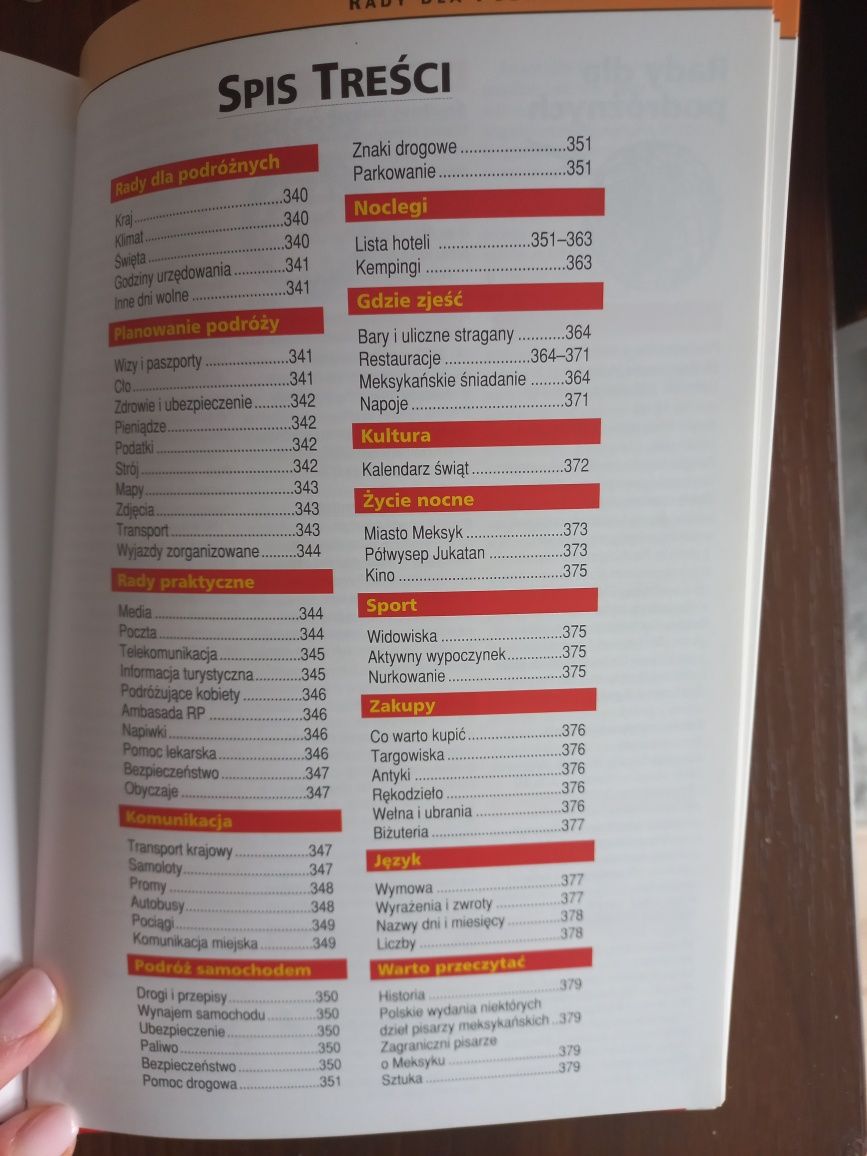 SPIS TREŚCI
Rady dla podróżnych
Kraj..........................340
Klimat..........................340
Święta..........................340
Godziny urzędowania............341
Inne dni wolne.......................341
Planowanie podróży
Wizy i paszporty.....................341
Cło......................................341
Zdrowie i ubezpieczenie.........342
Pieniądze..............................342
Podatki.................................342
Strój.....................................342
Mapy....................................343
Zdjęcia.................................343
Transport..............................343
Wyjazdy zorganizowane.........344
Rady praktyczne
Media...................................344
Poczta..................................344
Telekomunikacja....................345
Informacja turystyczna...........345
Podróżujące kobiety..............346
Ambasada RP......................346
Napiwki................................346
Pomoc lekarska....................346
Bezpieczeństwo....................347
Obyczaje..............................347
Komunikacja
Transport krajowy..................347
Samoloty..............................347
Promy..................................348
Autobusy..............................348
Pociągi.................................349
Komunikacja miejska.............349
Podróż samochodem
Drogi i przepisy.....................350
Wynajem samochodu............350
Ubezpieczenie......................350
Paliwo..................................350
Bezpieczeństwo....................350
Pomoc drogowa....................351
Znaki drogowe.........................351
Parkowanie..............................351
Noclegi
Lista hoteli......................351–363
Kempingi.................................363
Gdzie zjeść
Bary i uliczne stragany...........364
Restauracje.....................364–371
Meksykańskie śniadanie........364
Napoje....................................371
Kultura
Kalendarz świąt......................372
Życie nocne
Miasto Meksyk.......................373
Półwysep Jukatan..................373
Kino.......................................375
Sport
Widowiska.............................375
Aktywny wypoczynek.............375
Nurkowanie...........................375
Zakupy
Co warto kupić......................376
Targowiska............................376
Antyki....................................376
Rękodzieło............................376
Wełna i ubrania.....................376
Biżuteria................................377
Język
Wymowa...............................377
Wyrażenia i zwroty................377
Nazwy dni i miesięcy.............378
Liczby....................................378
Warto przeczytać
Historia..................................379
Polskie wydania niektórych
dzieł pisarzy meksykańskich..379
Zagraniczni pisarze
o Meksyku.............................379
Sztuka...................................379